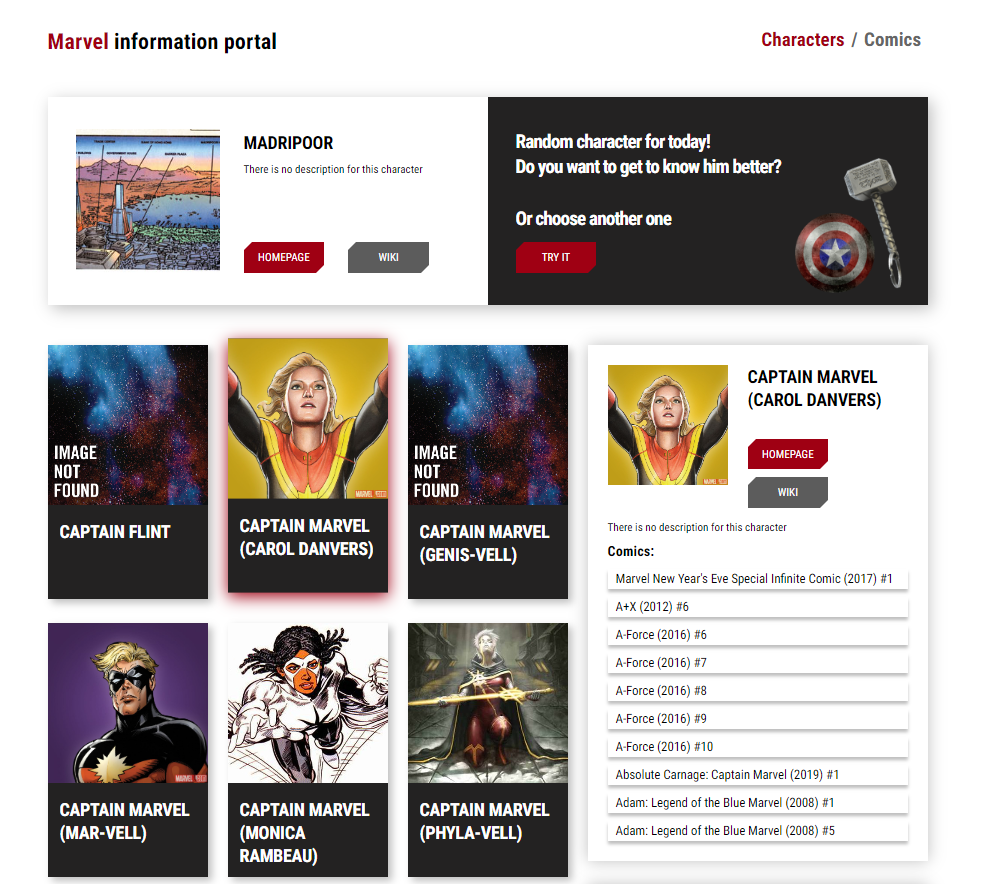 Marvel information portal
Characters / Comics
MADRIPOOR
There is no description for this character
HOMEPAGE
WIKI
Random character for today!
Do you want to get to know him better?
Or choose another one
TRY IT
IMAGE
NOT
FOUND
CAPTAIN FLINT
CAPTAIN MARVEL
(CAROL DANVERS)
IMAGE
NOT
FOUND
CAPTAIN MARVEL
(GENIS-VELL)
CAPTAIN MARVEL
(MAR-VELL)
CAPTAIN MARVEL
(MONICA
RAMBEAU)
CAPTAIN MARVEL
(PHYLA-VELL)
CAPTAIN MARVEL
(CAROL DANVERS)
HOMEPAGE
WIKI
There is no description for this character
Comics:
Marvel New Year's Eve Special Infinite Comic (2017) #1
A+X (2012) #6
A-Force (2016) #6
A-Force (2016) #7
A-Force (2016) #8
A-Force (2016) #9
A-Force (2016) #10
Absolute Carnage: Captain Marvel (2019) #1
Adam: Legend of the Blue Marvel (2008) #1
Adam: Legend of the Blue Marvel (2008) #5